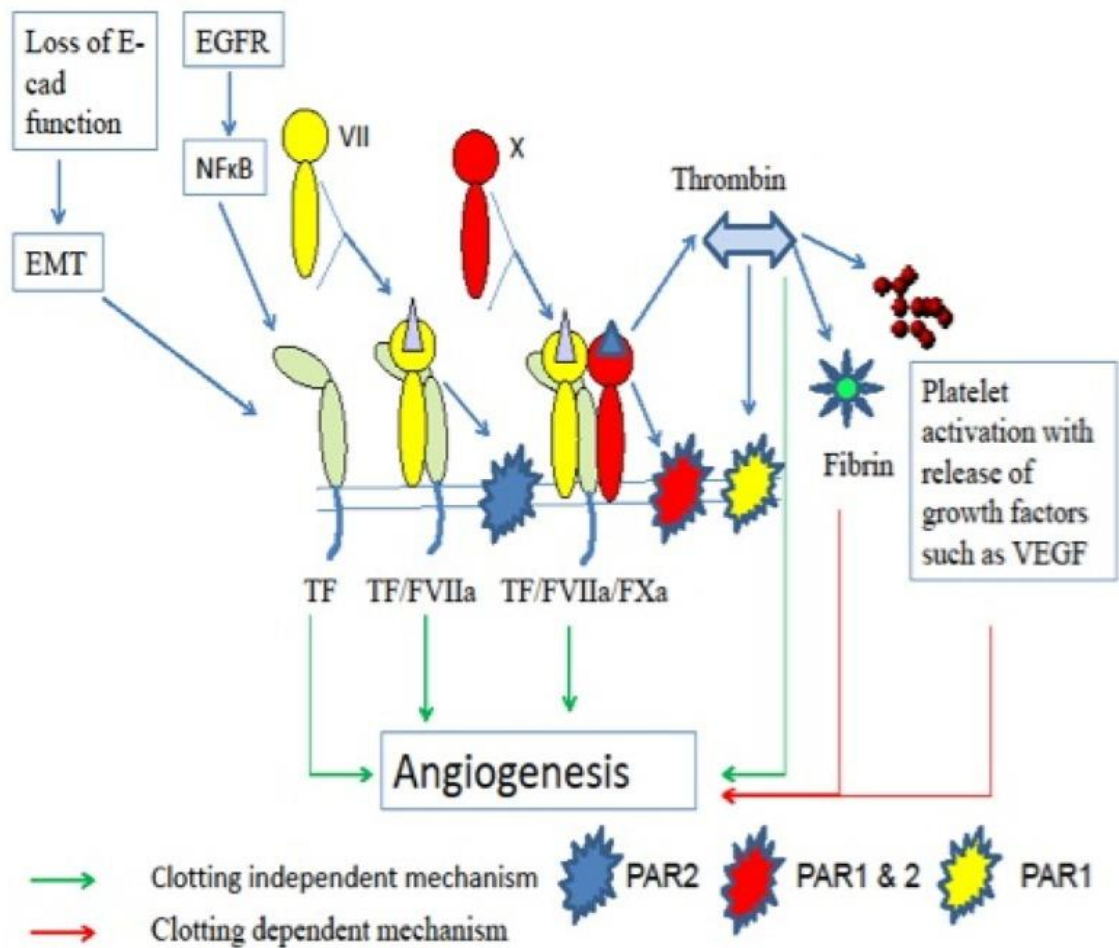 Loss of E-
cad
function
EGFR
NFκB
EMT
VII
X
Thrombin
Fibrin
Platelet
activation with
release of
growth factors
such as VEGF
TF
TF/FVIIa
TF/FVIIa/FXa
Angiogenesis
Clotting independent mechanism
PAR2
PAR1 & 2
PAR1
Clotting dependent mechanism